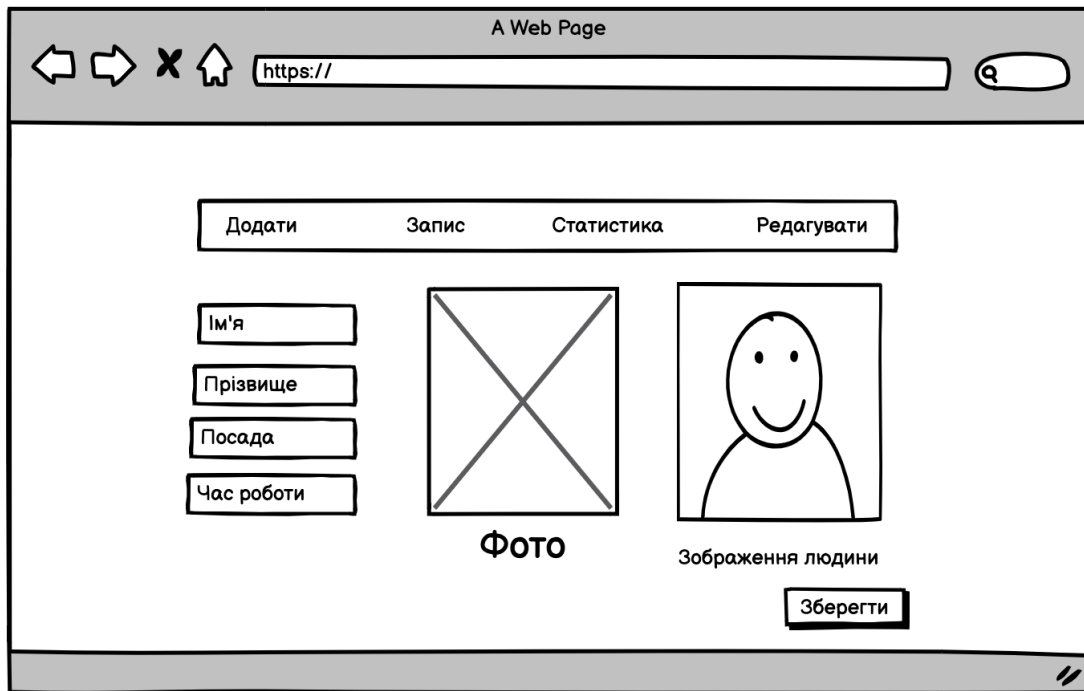 A Web Page
https://
Додати Запис Статистика Редагувати
Ім'я
Прізвище
Посада
Час роботи
Фото
Зображення людини
Зберегти